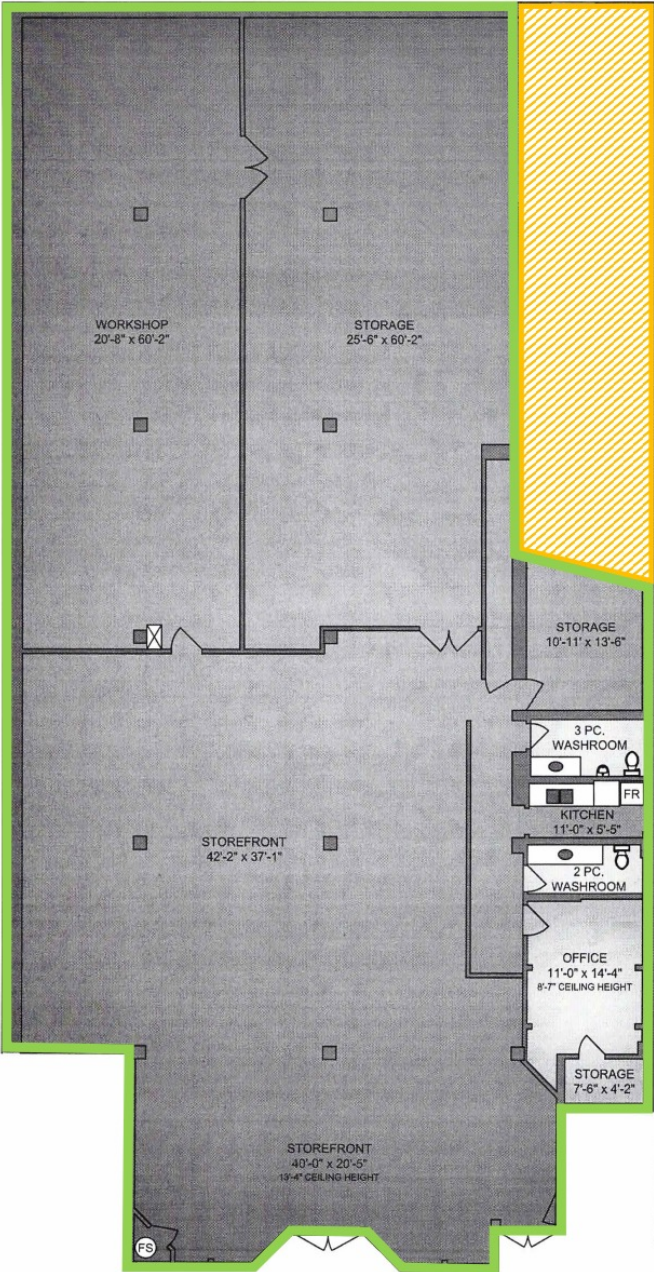 WORKSHOP
20'-8" x 60'-2"
STORAGE
25'-6" x 60'-2"
STORAGE
10'-11' x 13'-6"
3 PC.
WASHROOM
FR
KITCHEN
11'-0" x 5'-5"
STOREFRONT
42'-2" x 37'-1"
2 PC.
WASHROOM
OFFICE
11'-0" x 14'-4"
8'-7" CEILING HEIGHT
STORAGE
7'-6" x 4'-2"
STOREFRONT
40'-0" x 20'-5"
13'-4" CEILING HEIGHT
FS